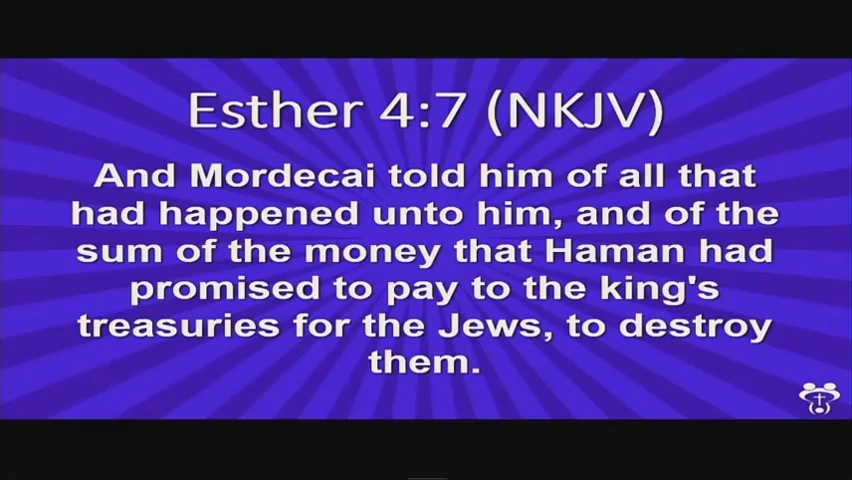 Esther 4:7 (NKJV)
And Mordecai told him of all that
had happened unto him, and of the
sum of the money that Haman had
promised to pay to the king's
treasuries for the Jews, to destroy
them.